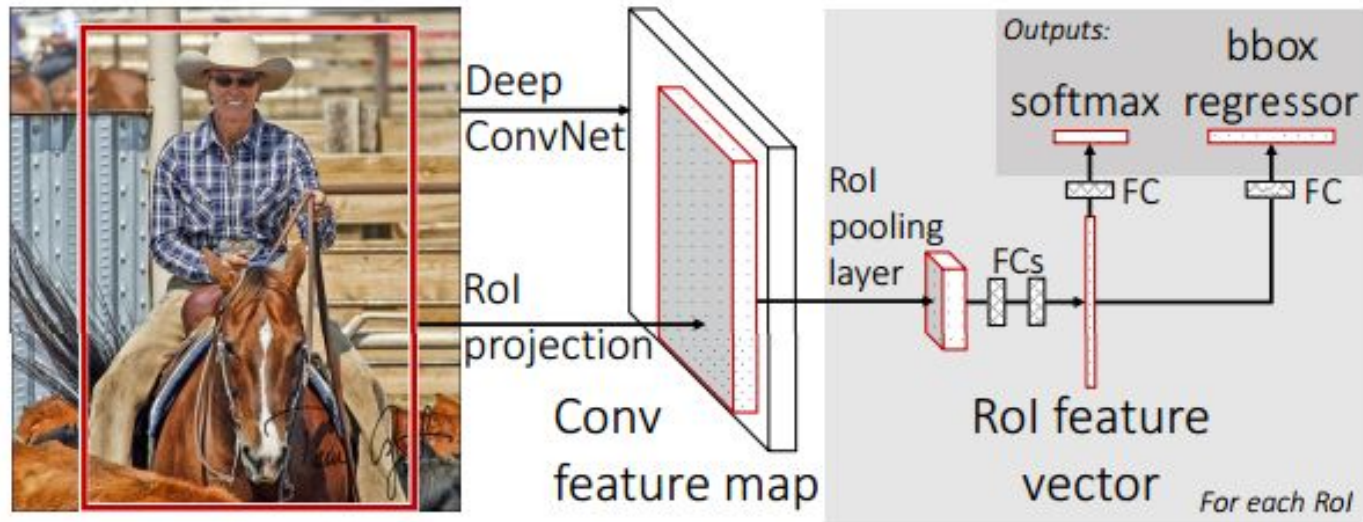 Deep
ConvNet
RoI
projection
Conv
feature map
RoI
pooling
layer
FCs
RoI feature
vector
For each RoI
Outputs:
softmax
bbox
regressor
FC
FC